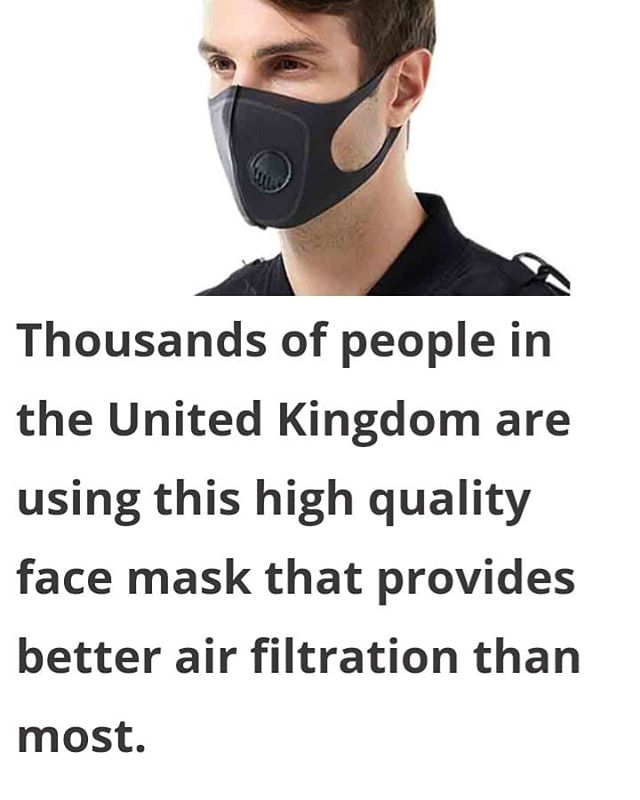 Thousands of people in
the United Kingdom are
using this high quality
face mask that provides
better air filtration than
most.